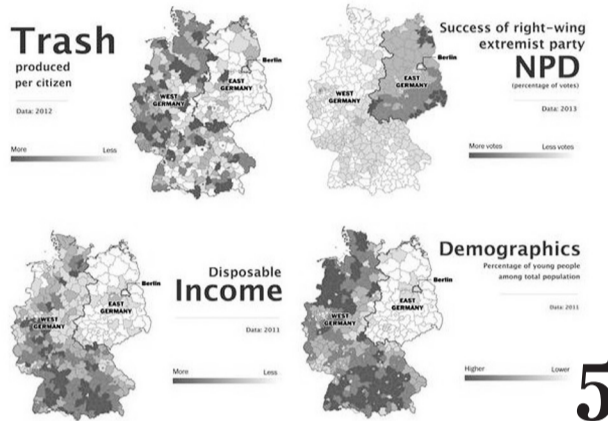 Trash
produced
per citizen
Data: 2012
More Less
Berlin
EAST
GERMANY
WEST
GERMANY
Success of right-wing
extremist party
NPD
(percentage of votes)
Data: 2013
More votes Less votes
Berlin
EAST
GERMANY
WEST
GERMANY
Disposable
Income
Data: 2011
More Less
Berlin
EAST
GERMANY
WEST
GERMANY
Demographics
Percentage of young people
among total population
Data: 2011
Higher Lower
Berlin
EAST
GERMANY
WEST
GERMANY
5